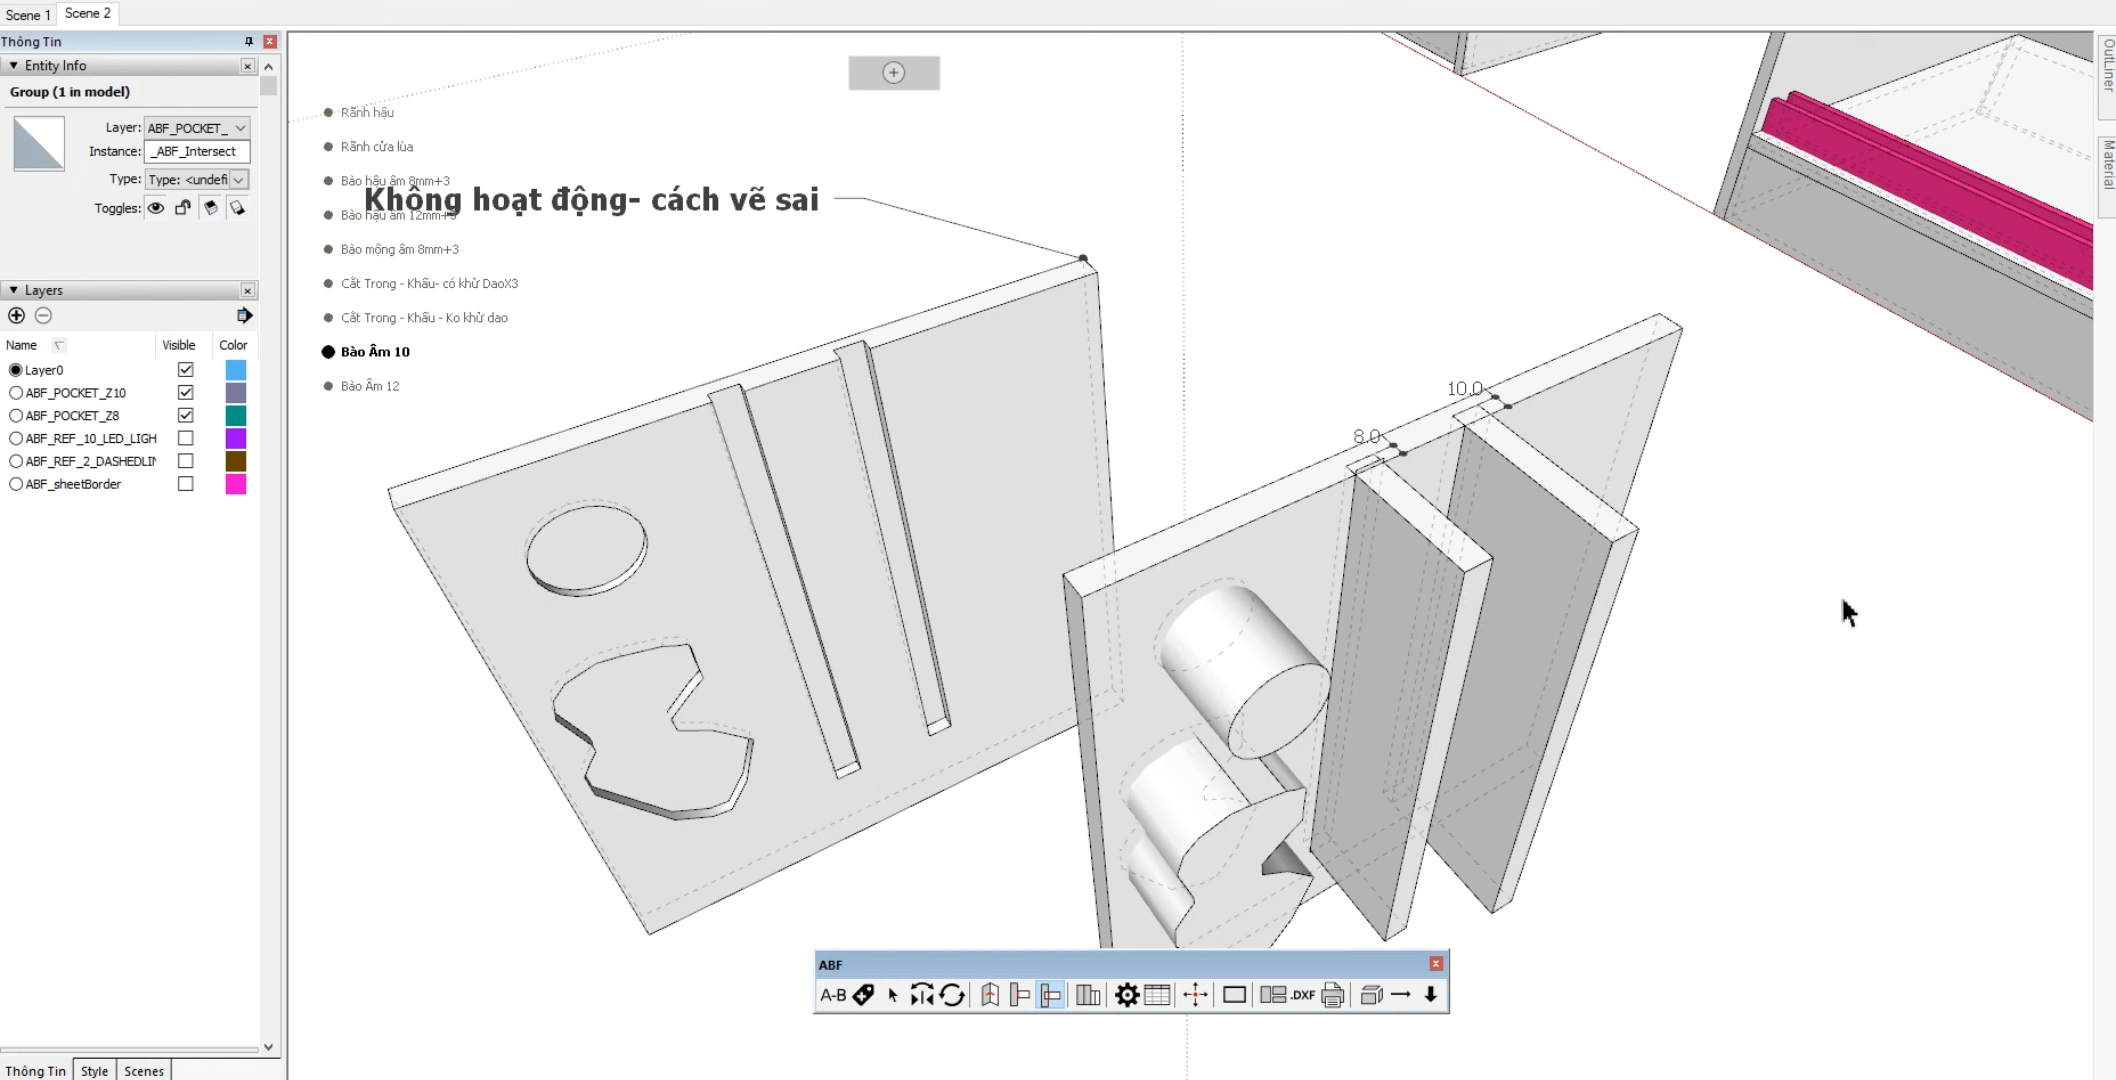 Scene 1
Scene 2
Thông Tin
Entity Info
Group (1 in model)
Layer: ABF_POCKET_
Instance: _ABF_Intersect
Type: Type: <undefi
Toggles:
Layers
Name Visible Color
Layer0
ABF_POCKET_Z10
ABF_POCKET_Z8
ABF_REF_10_LED_LIGH
ABF_REF_2_DASHEDLIN
ABF_sheetBorder
Thông Tin
Style
Scenes
Rãnh hậu
Rãnh cửa lùa
Bào hậu âm 8mm+3
Không hoạt động- cách vẽ sai
Bào hậu âm 12mm+3
Bào mộng âm 8mm+3
Cắt Trong - Khấu- có khử DaoX3
Cắt Trong - Khấu - Ko khử dao
Bào Âm 10
Bào Âm 12
10.0
8.0
ABF
A-B
.DXF
OutLiner
Material